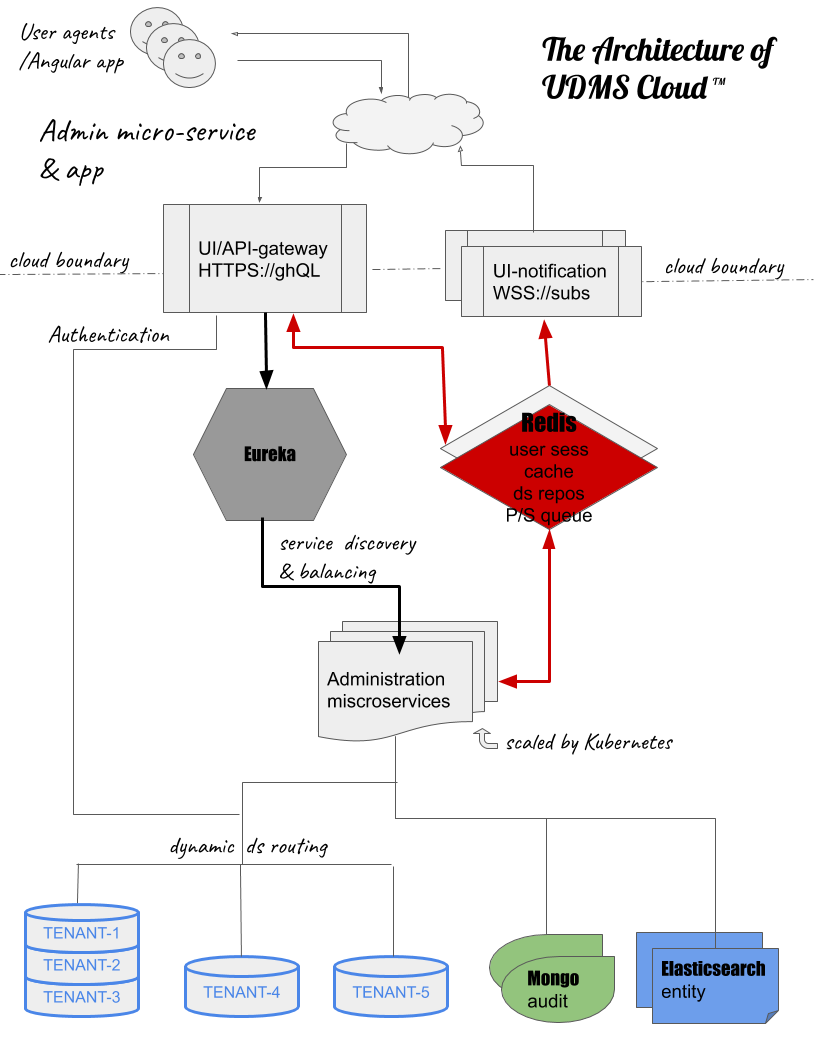 User agents
/Angular app
The Architecture of
UDMS Cloud ™
Admin micro-service
& app
UI/API-gateway
HTTPS://ghQL
cloud boundary
UI-notification
WSS://subs
cloud boundary
Authentication
Eureka
Redis
user sess
cache
ds repos
P/S queue
service discovery
& balancing
Administration
miscroservices
scaled by Kubernetes
dynamic ds routing
TENANT-1
TENANT-2
TENANT-3
TENANT-4
TENANT-5
Mongo
audit
Elasticsearch
entity